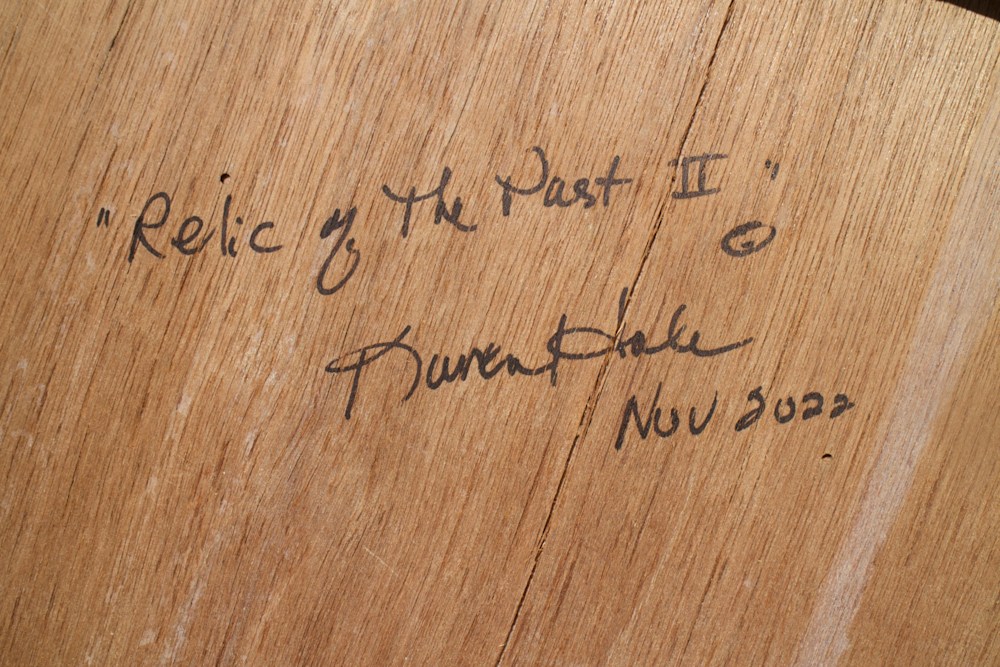 "Relic of The Past II"
©
Karen Hale
Nov 2022